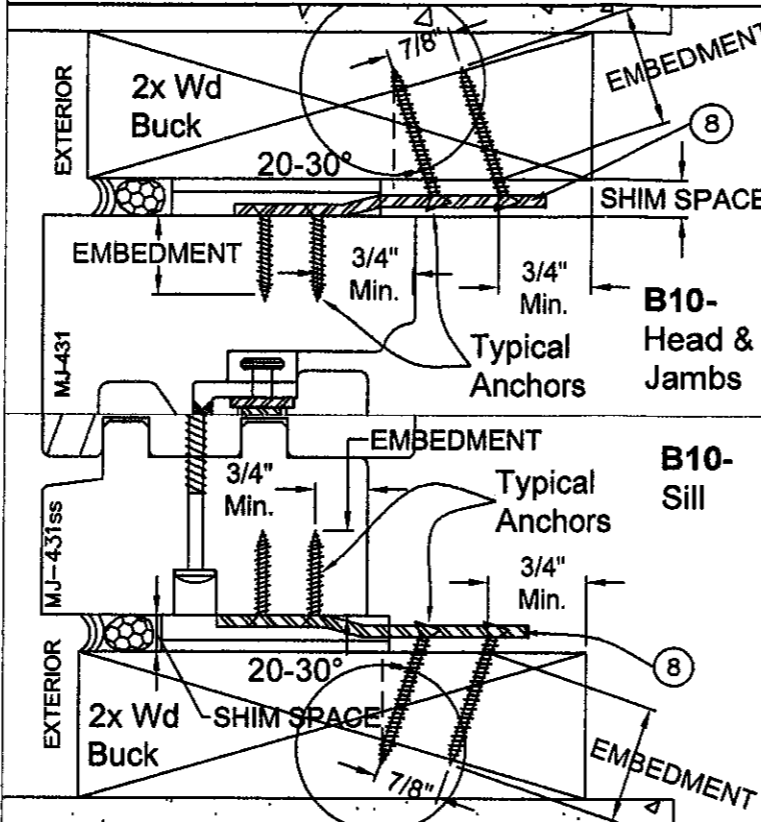 7/8"
EMBEDMENT
EXTERIOR
2x Wd
Buck
8
20-30°
SHIM SPACE
EMBEDMENT
3/4"
Min.
3/4"
Min.
B10-
Head &
Jambs
MJ-431
Typical
Anchors
EMBEDMENT
B10-
Sill
3/4"
Min.
Typical
Anchors
MJ-431ss
3/4"
Min.
EXTERIOR
20-30°
8
2x Wd
Buck
SHIM SPACE
EMBEDMENT
7/8"